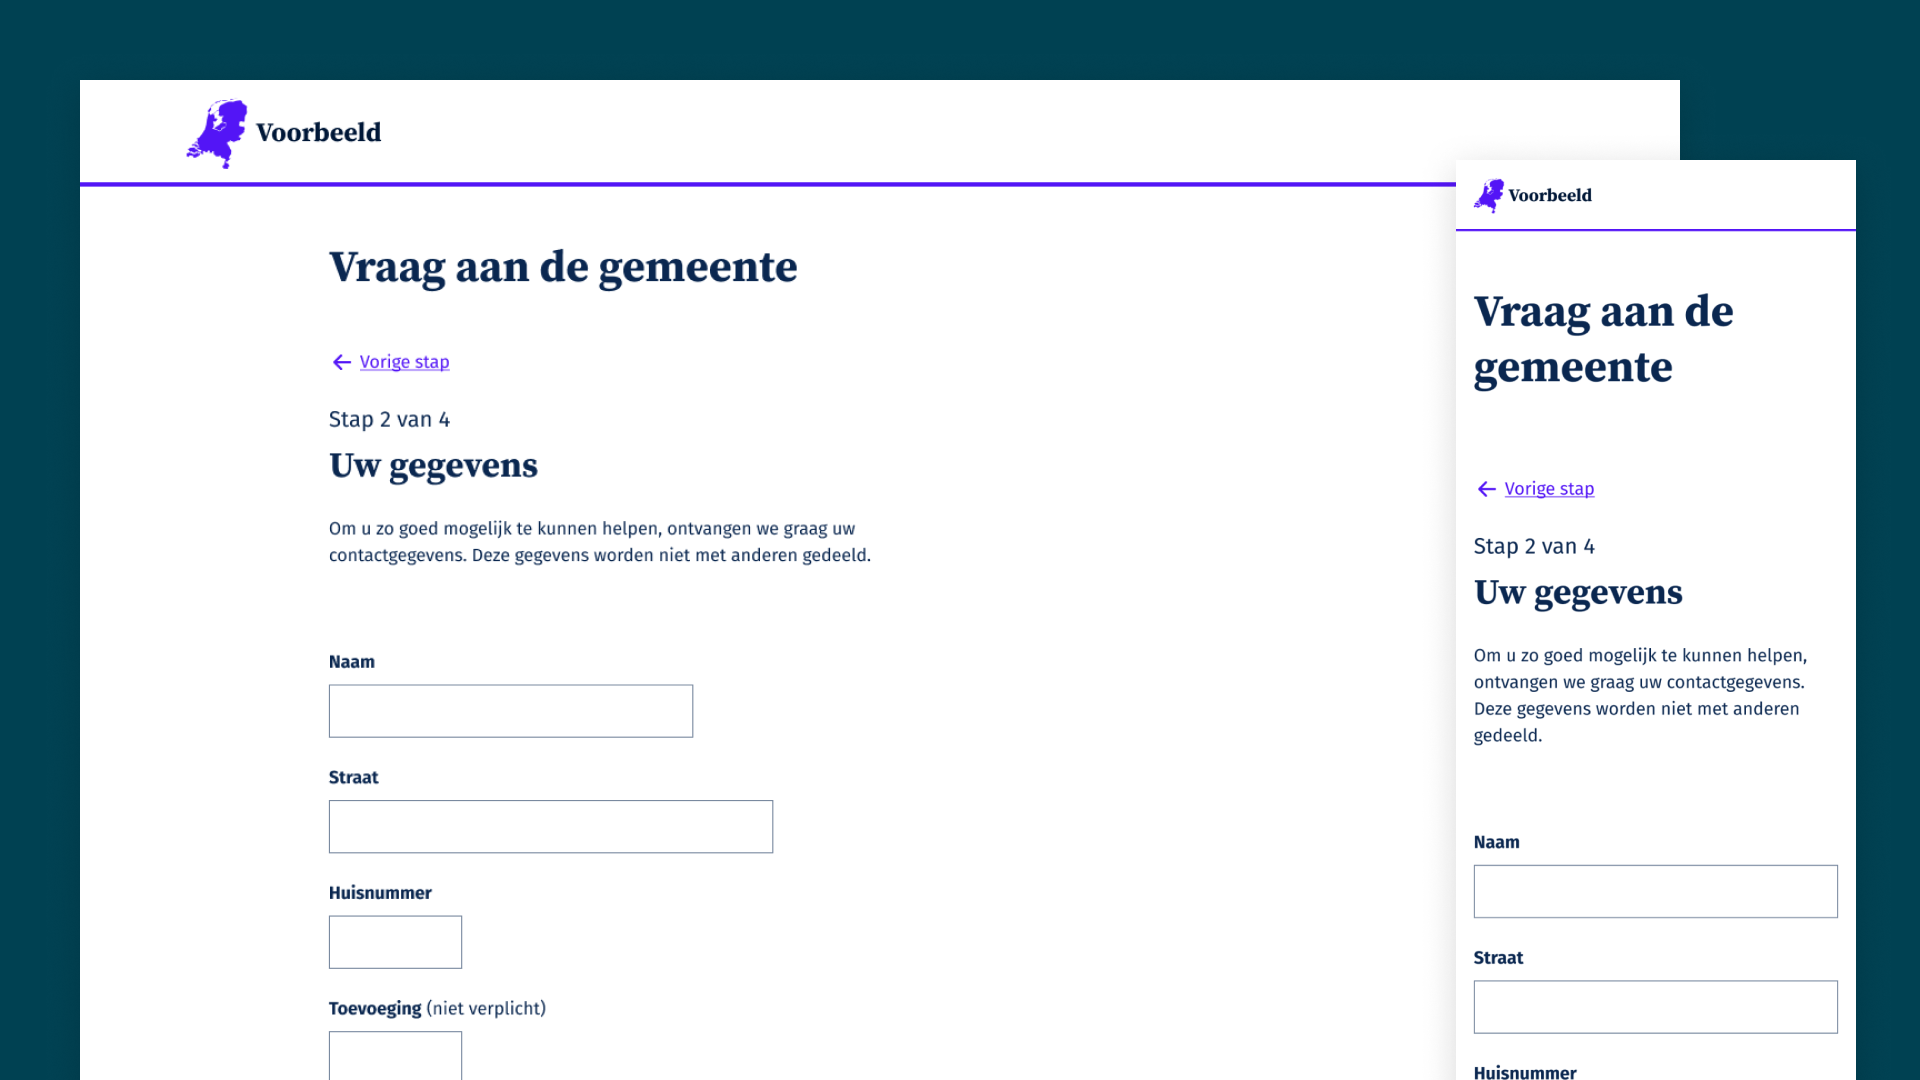 Voorbeeld
Vraag aan de gemeente
Vorige stap
Stap 2 van 4
Uw gegevens
Om u zo goed mogelijk te kunnen helpen, ontvangen we graag uw
contactgegevens. Deze gegevens worden niet met anderen gedeeld.
Naam
Straat
Huisnummer
Toevoeging (niet verplicht)
Voorbeeld
Vraag aan de
gemeente
Vorige stap
Stap 2 van 4
Uw gegevens
Om u zo goed mogelijk te kunnen helpen,
ontvangen we graag uw contactgegevens.
Deze gegevens worden niet met anderen
gedeeld.
Naam
Straat
Huisnummer